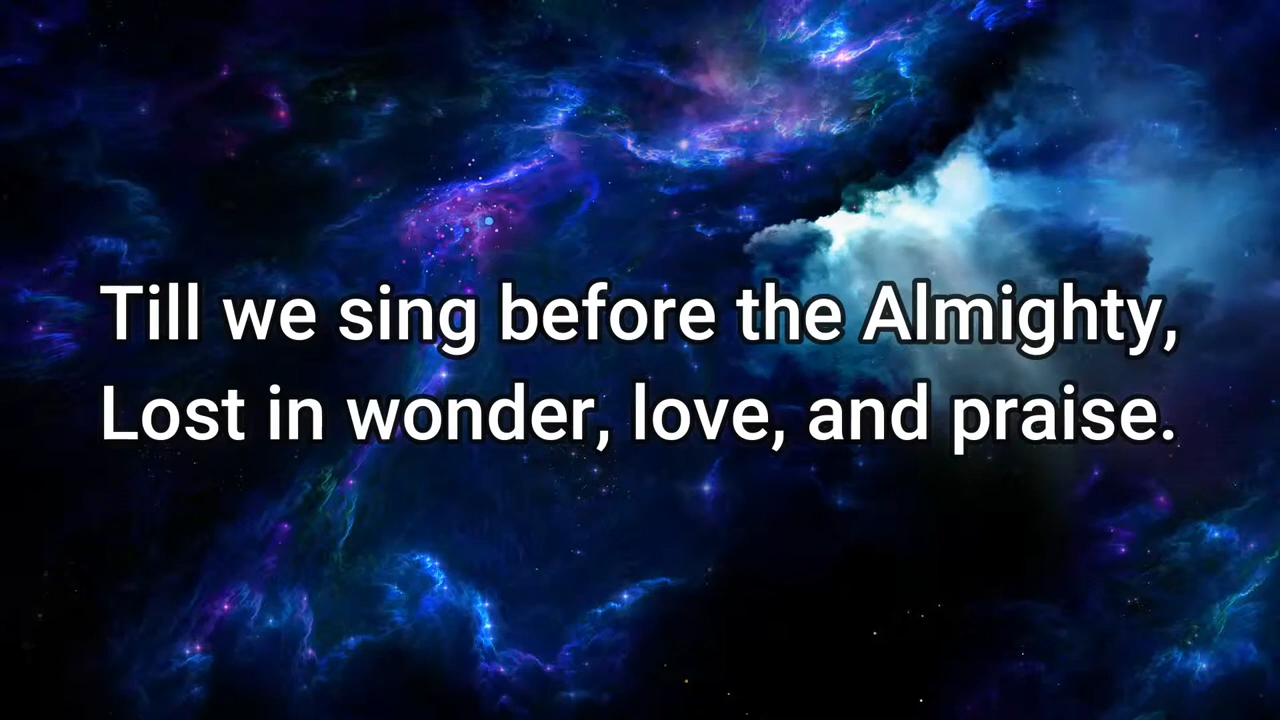 Till we sing before the Almighty,
Lost in wonder, love, and praise.